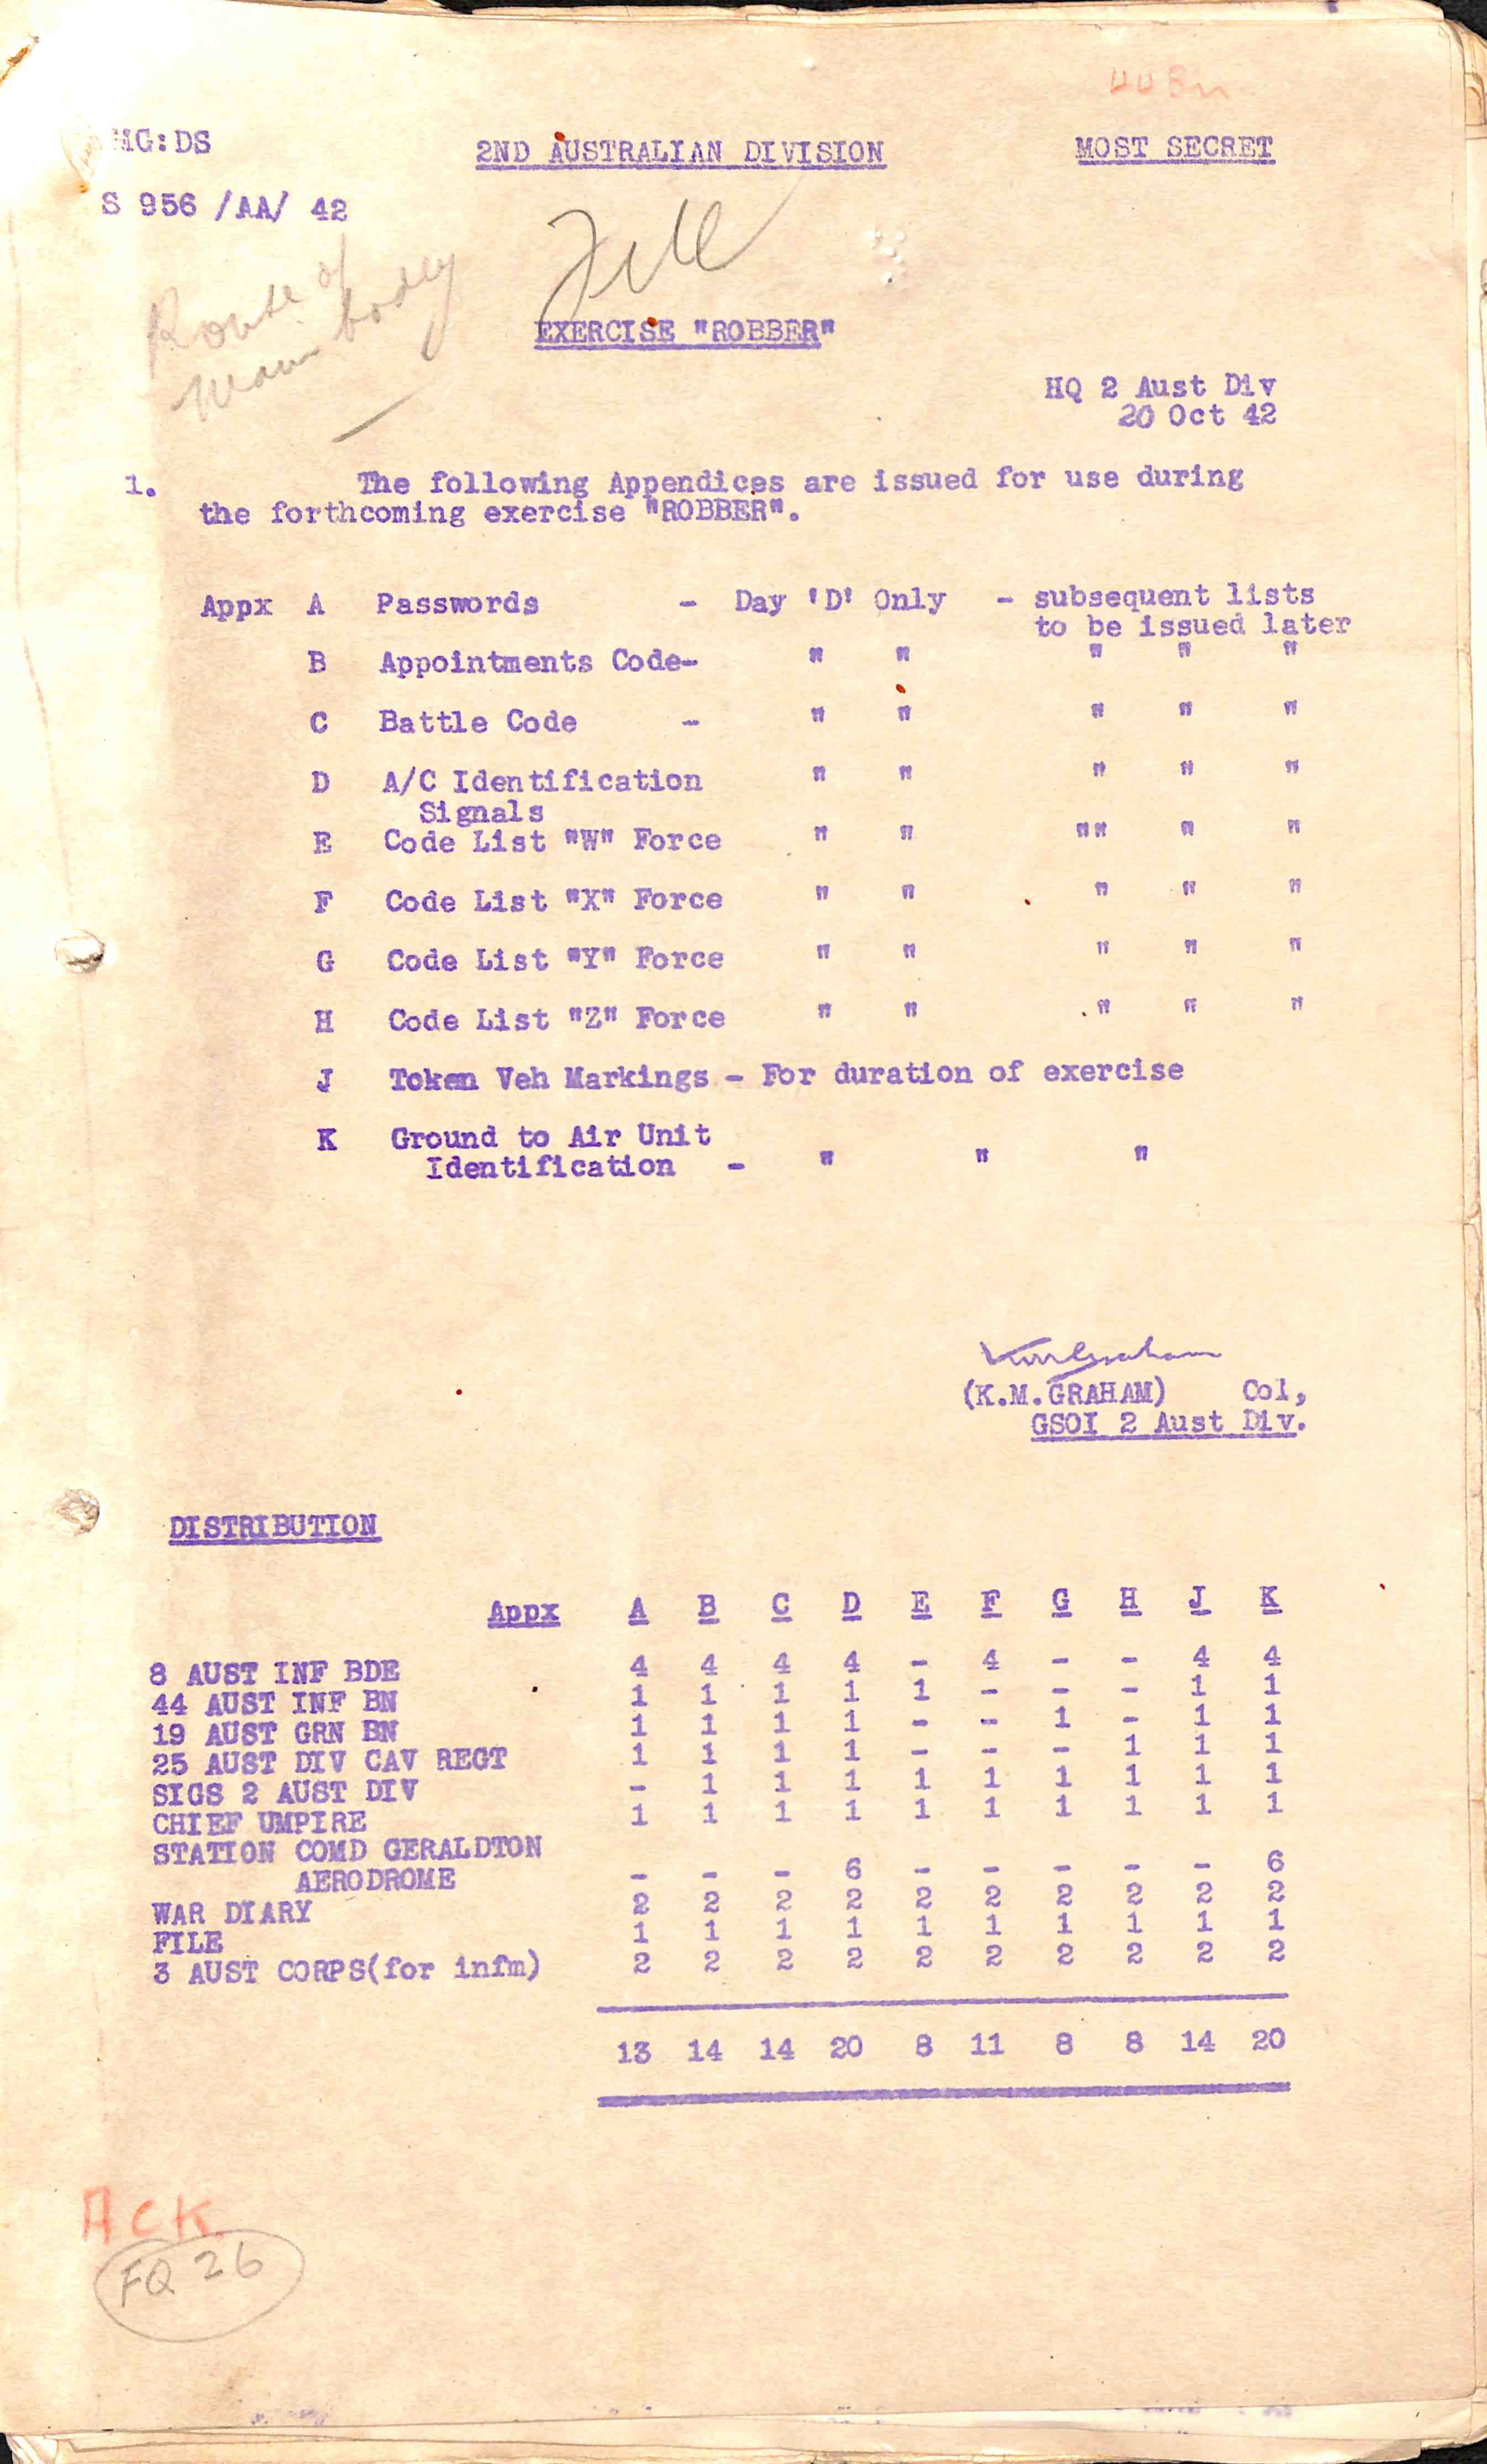 44 Bn
MG:DS
2ND AUSTRALIAN DIVISION
MOST SECRET
S 956 /AA/ 42
File
Route of
main body
EXERCISE "ROBBER"
HQ 2 Aust Div
20 Oct 42
1. The following Appendices are issued for use during
the forthcoming exercise "ROBBER".
Appx A Passwords - Day 'D' Only - subsequent lists
to be issued later
B Appointments Code- " " " " "
C Battle Code - " " " " "
D A/C Identification " " " " "
Signals
E Code List "W" Force " " "" " "
F Code List "X" Force " " " " "
G Code List "Y" Force " " " " "
H Code List "Z" Force " " " " "
J Token Veh Markings - For duration of exercise
K Ground to Air Unit
Identification - " " "
KMGraham
(K.M.GRAHAM) Col,
GSOI 2 Aust Div.
DISTRIBUTION
Appx A B C D E F G H J K
8 AUST INF BDE 4 4 4 4 - 4 - - 4 4
44 AUST INF BN 1 1 1 1 1 - - - 1 1
19 AUST GRN BN 1 1 1 1 - - 1 - 1 1
25 AUST DIV CAV REGT 1 1 1 1 - - - 1 1 1
SIGS 2 AUST DIV - 1 1 1 1 1 1 1 1 1
CHIEF UMPIRE 1 1 1 1 1 1 1 1 1 1
STATION COMD GERALDTON
AERODROME - - - 6 - - - - - 6
WAR DIARY 2 2 2 2 2 2 2 2 2 2
FILE 1 1 1 1 1 1 1 1 1 1
3 AUST CORPS(for infm) 2 2 2 2 2 2 2 2 2 2
13 14 14 20 8 11 8 8 14 20
ACK
FQ 26